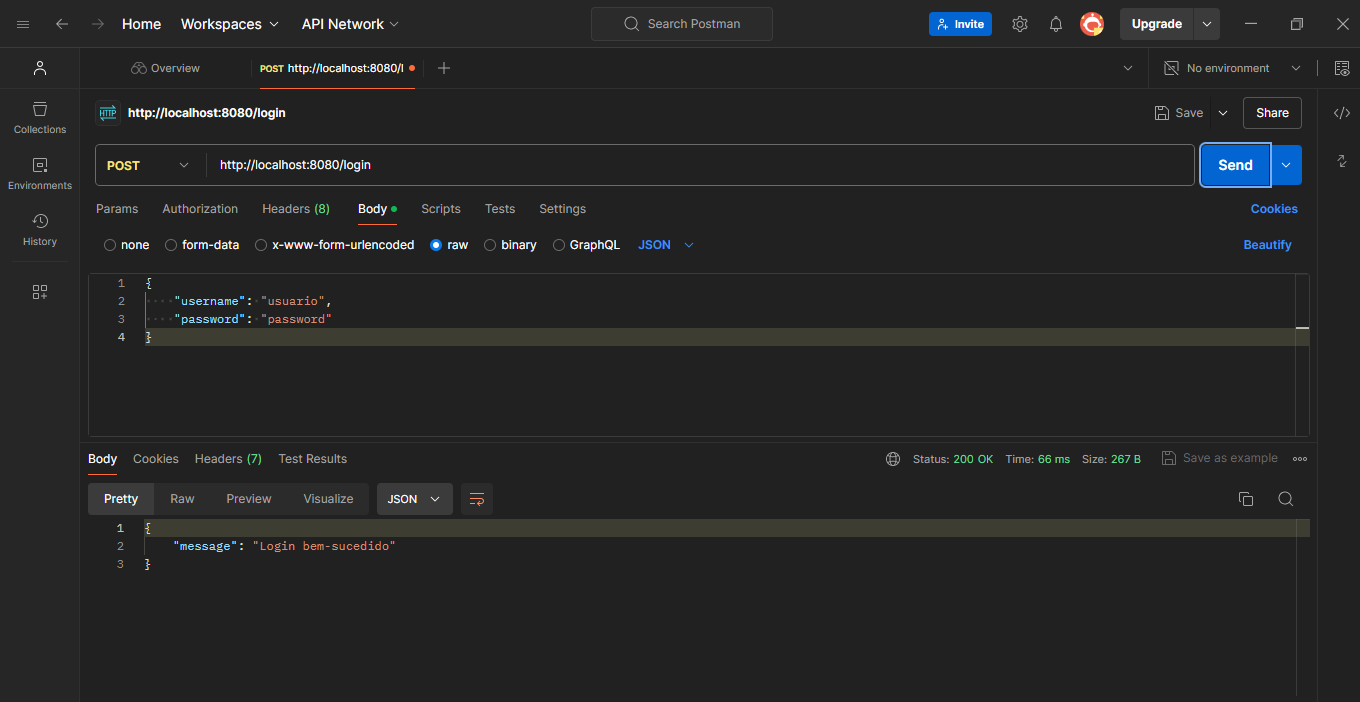 Home Workspaces API Network Search Postman Invite Upgrade
Overview POST http://localhost:8080/l No environment
HTTP http://localhost:8080/login Save Share
Collections
Environments
History
POST http://localhost:8080/login Send
Params Authorization Headers (8) Body Scripts Tests Settings Cookies
none form-data x-www-form-urlencoded raw binary GraphQL JSON Beautify
1 {
2 "username": "usuario",
3 "password": "password"
4 }
Body Cookies Headers (7) Test Results Status: 200 OK Time: 66 ms Size: 267 B Save as example
Pretty Raw Preview Visualize JSON
1 {
2 "message": "Login bem-sucedido"
3 }